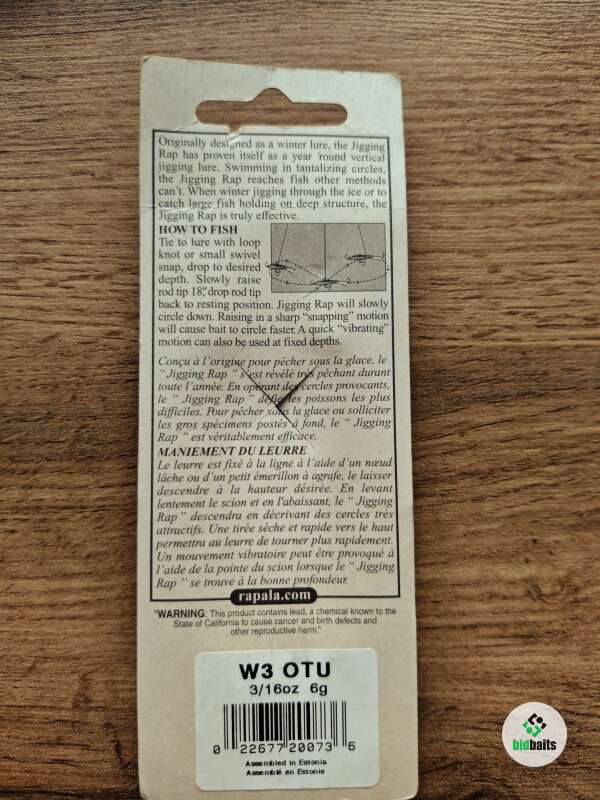 Originally designed as a winter lure, the Jigging
Rap has proven itself as a year 'round vertical
jigging lure. Swimming in tantalizing circles,
the Jigging Rap reaches fish other methods
can't. When winter jigging through the ice or to
catch large fish holding on deep structure, the
Jigging Rap is truly effective.
HOW TO FISH
Tie to lure with loop
knot or small swivel
snap, drop to desired
depth. Slowly raise
rod tip 18", drop rod tip
back to resting position. Jigging Rap will slowly
circle down. Raising in a sharp “snapping” motion
will cause bait to circle faster. A quick “vibrating”
motion can also be used at fixed depths.
Conçu à l'origine pour pêcher sous la glace, le
“Jigging Rap” s'est révélé très pêchant durant
toute l'année. En opérant des cercles provocants,
le “Jigging Rap” défie les poissons les plus
difficiles. Pour pêcher sous la glace ou solliciter
les gros spécimens postés à fond, le “Jigging
Rap” est véritablement efficace.
MANIEMENT DU LEURRE
Le leurre est fixé à la ligne à l'aide d'un nœud
lâche ou d'un petit émerillon à agrafe, le laisser
descendre à la hauteur désirée. En levant
lentement le scion et en l'abaissant, le “Jigging
Rap” descendra en décrivant des cercles très
attractifs. Une tirée sèche et rapide vers le haut
permettra au leurre de tourner plus rapidement.
Un mouvement vibratoire peut être provoqué à
l'aide de la pointe du scion lorsque le “Jigging
Rap” se trouve à la bonne profondeur.
rapala.com
"WARNING: This product contains lead, a chemical known to the
State of California to cause cancer and birth defects and
other reproductive harm."
W3 OTU
3/16oz 6g
0 22677 20073 6
Assembled in Estonia
Assemblé en Estonie
bidbaits